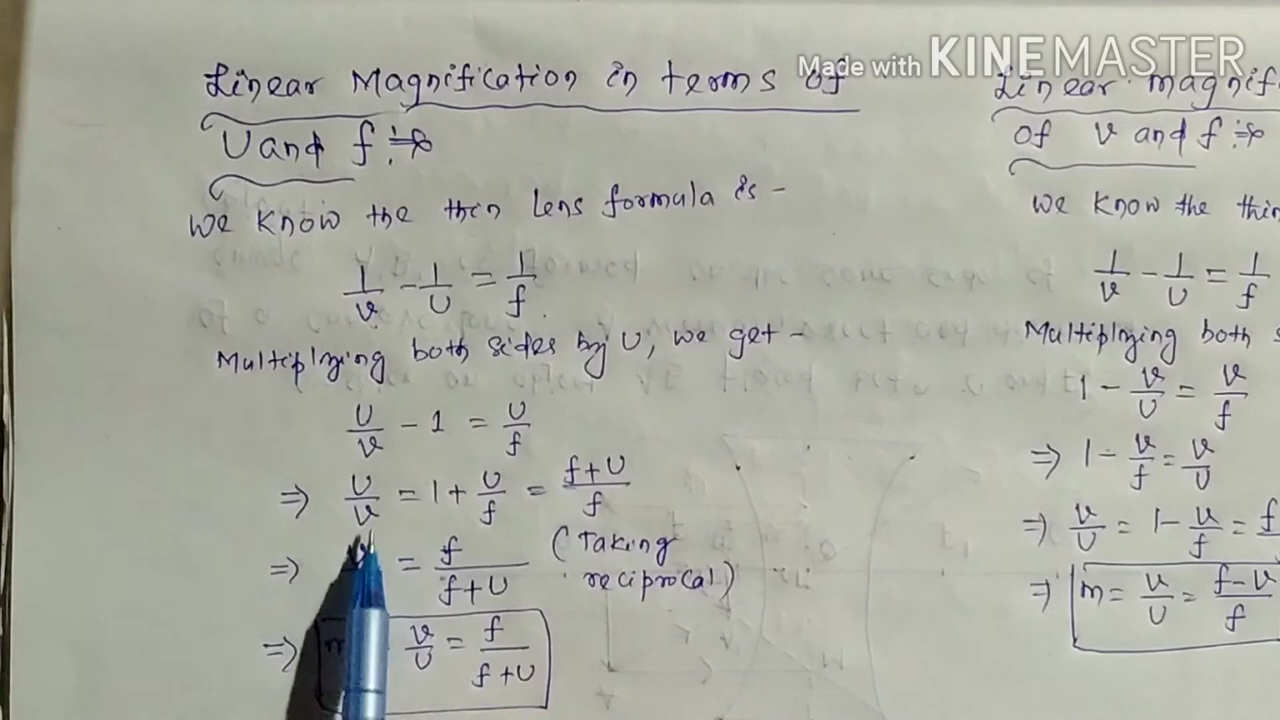 Made with KINEMASTER
Linear Magnification in terms of
U and f :⇒
We know the thin lens formula is -
1/v - 1/U = 1/f.
Multiplying both sides by U, we get -
U/v - 1 = U/f
⇒ U/v = 1 + U/f = f+U/f
⇒ = f/f+U (Taking
reciprocal)
⇒ v/U = f/f+U
Linear magnif
of v and f :⇒
We know the thin
1/v - 1/U = 1/f
Multiplying both s
1 - v/U = v/f
⇒ 1 - v/f = v/U
⇒ v/U = 1 - v/f = f
⇒ m = v/U = f-v/f